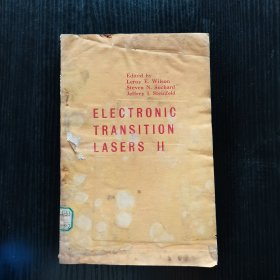 Edited by
Leroy E. Wilson
Steven N. Suchard
Jeffrey I. Steinfeld
ELECTRONIC
TRANSITION
LASERS II